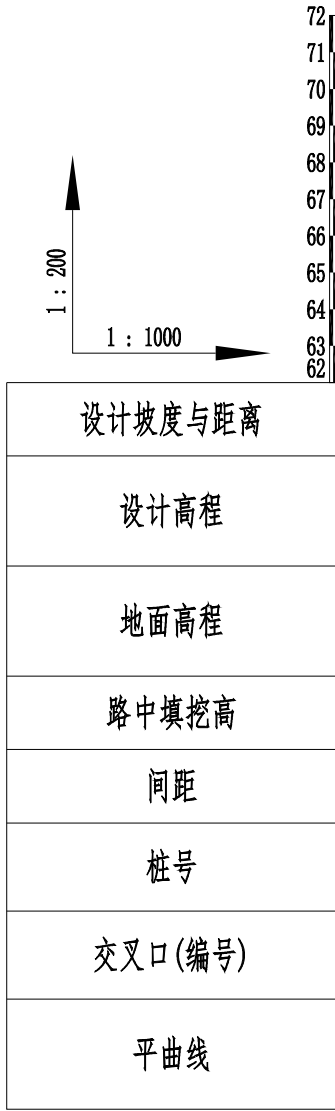 72
71
70
69
68
67
66
65
64
63
62
1 : 200
1 : 1000
设计坡度与距离
设计高程
地面高程
路中填挖高
间距
桩号
交叉口(编号)
平曲线